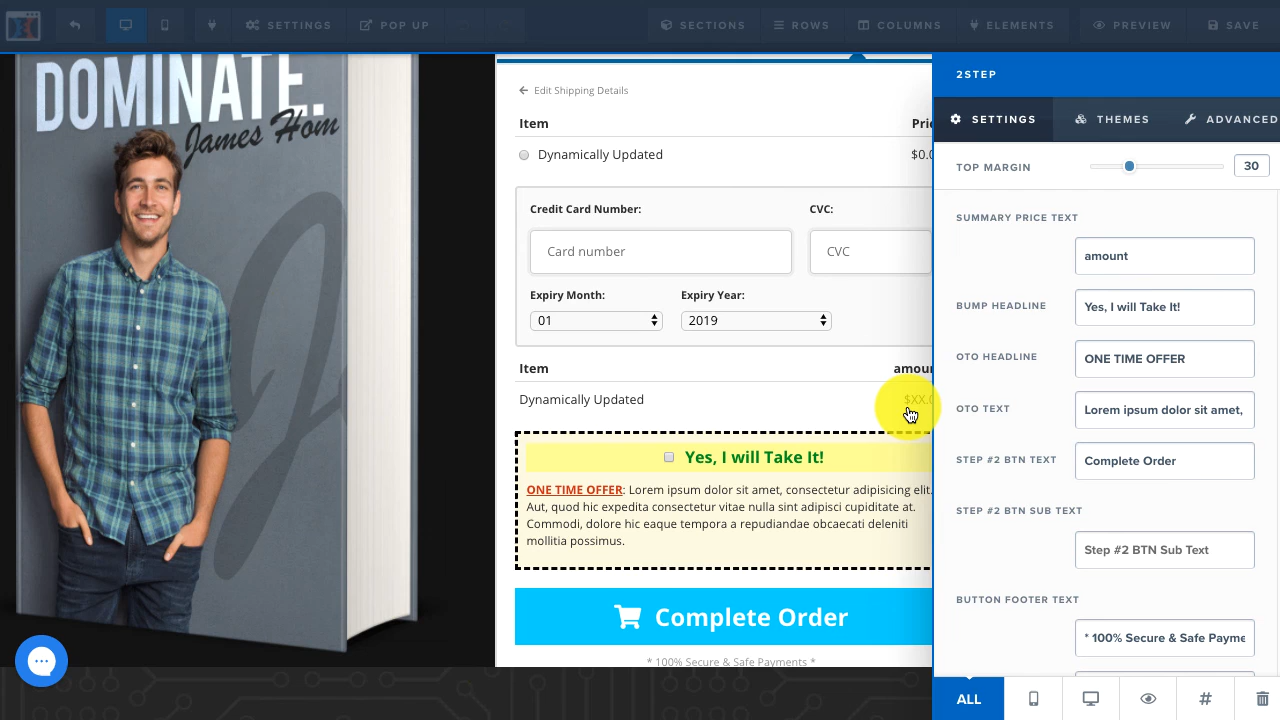 SETTINGS
POP UP
SECTIONS
ROWS
COLUMNS
ELEMENTS
PREVIEW
SAVE
DOMINATE.
James Hom
Edit Shipping Details
Item
Dynamically Updated
$0.0
Credit Card Number:
CVC:
Card number
CVC
Expiry Month:
Expiry Year:
01
2019
Item
Dynamically Updated
$XX.0
Yes, I will Take It!
ONE TIME OFFER: Lorem ipsum dolor sit amet, consectetur adipisicing elit.
Aut, quod hic expedita consectetur vitae nulla sint adipisci cupiditate at.
Commodi, dolore hic eaque tempora a repudiandae obcaecati deleniti
mollitia possimus.
Complete Order
* 100% Secure & Safe Payments *
2STEP
SETTINGS
THEMES
ADVANCED
TOP MARGIN
30
SUMMARY PRICE TEXT
amount
BUMP HEADLINE
Yes, I will Take It!
OTO HEADLINE
ONE TIME OFFER
OTO TEXT
Lorem ipsum dolor sit amet,
STEP #2 BTN TEXT
Complete Order
STEP #2 BTN SUB TEXT
Step #2 BTN Sub Text
BUTTON FOOTER TEXT
* 100% Secure & Safe Payme
ALL
#